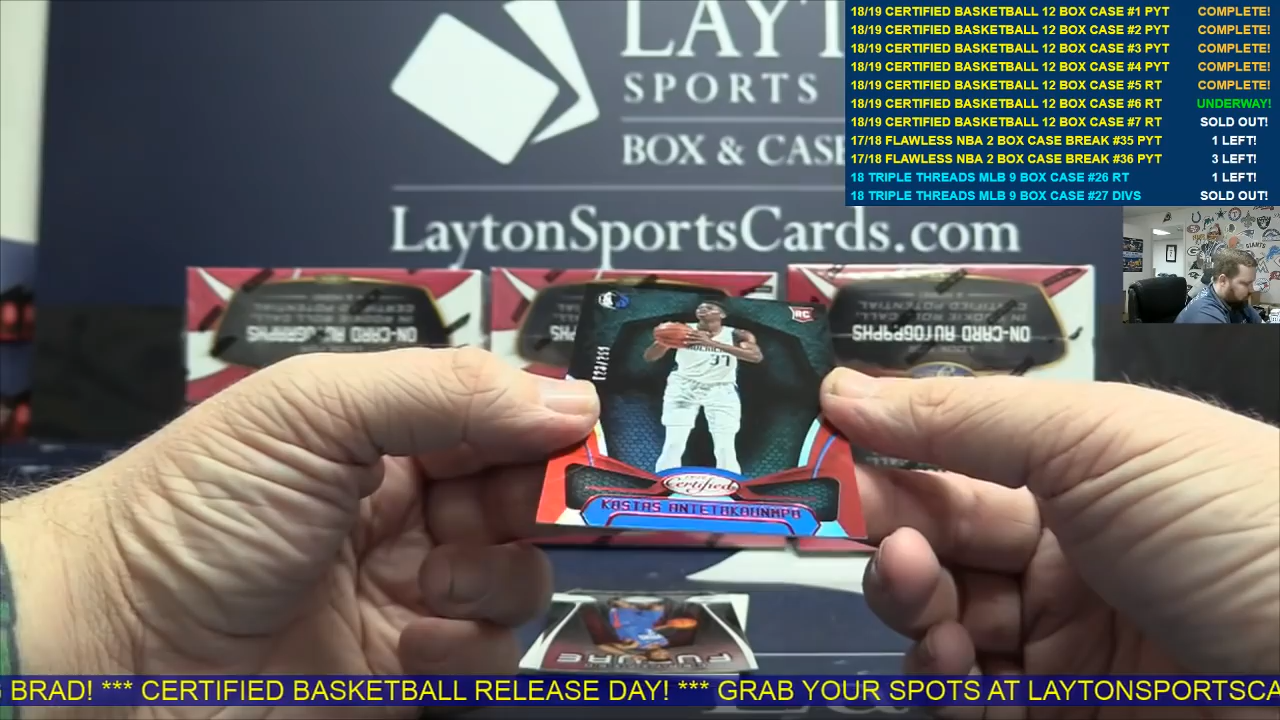 18/19 CERTIFIED BASKETBALL 12 BOX CASE #1 PYT COMPLETE!
18/19 CERTIFIED BASKETBALL 12 BOX CASE #2 PYT COMPLETE!
18/19 CERTIFIED BASKETBALL 12 BOX CASE #3 PYT COMPLETE!
18/19 CERTIFIED BASKETBALL 12 BOX CASE #4 PYT COMPLETE!
18/19 CERTIFIED BASKETBALL 12 BOX CASE #5 RT COMPLETE!
18/19 CERTIFIED BASKETBALL 12 BOX CASE #6 RT UNDERWAY!
18/19 CERTIFIED BASKETBALL 12 BOX CASE #7 RT SOLD OUT!
17/18 FLAWLESS NBA 2 BOX CASE BREAK #35 PYT 1 LEFT!
17/18 FLAWLESS NBA 2 BOX CASE BREAK #36 PYT 3 LEFT!
18 TRIPLE THREADS MLB 9 BOX CASE #26 RT 1 LEFT!
18 TRIPLE THREADS MLB 9 BOX CASE #27 DIVS SOLD OUT!
LAYT
SPORTS
BOX & CASE
LaytonSportsCards.com
ON-CARD AUTOGRAPHS
ON-CARD AUTOGRAPHS
RC
37
Certified
KOSTAS ANTETOKOUNMPO
FUTURE
BRAD! *** CERTIFIED BASKETBALL RELEASE DAY! *** GRAB YOUR SPOTS AT LAYTONSPORTSCA